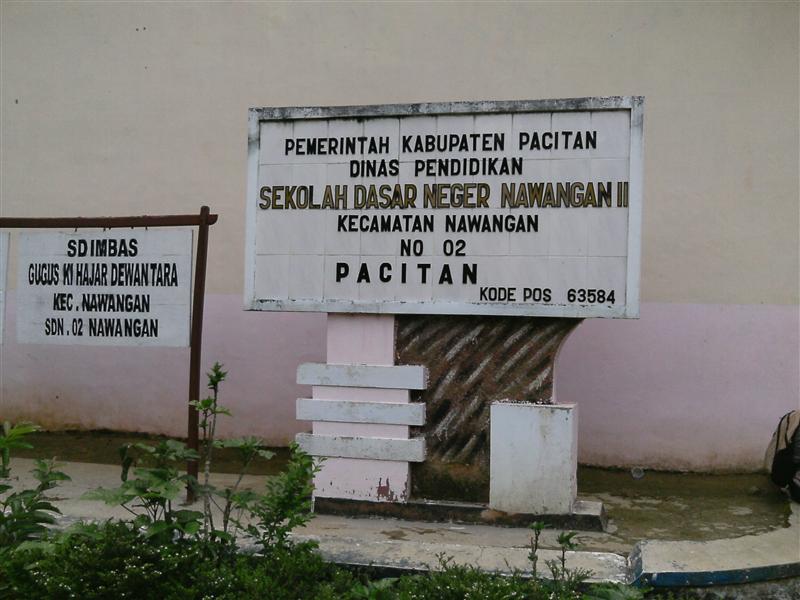 PEMERINTAH KABUPATEN PACITAN
DINAS PENDIDIKAN
SEKOLAH DASAR NEGER NAWANGAN II
KECAMATAN NAWANGAN
NO 02
PACITAN
KODE POS 63584
SDIMBAS
GUGUS KI HAJAR DEWANTARA
KEC. NAWANGAN
SDN. 02 NAWANGAN